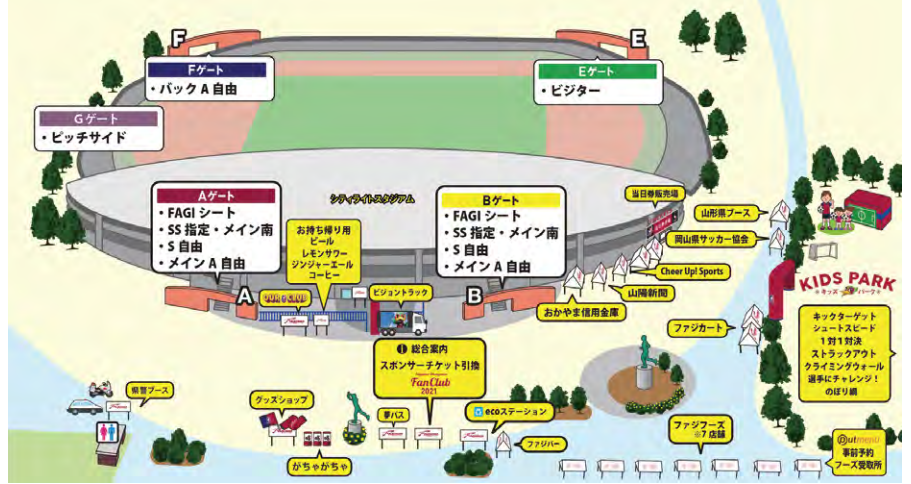 F
E
Fゲート
・バック A 自由
Eゲート
・ビジター
Gゲート
・ピッチサイド
Aゲート
・FAGI シート
・SS 指定・メイン南
・S 自由
・メイン A 自由
シティライトスタジアム
Bゲート
・FAGI シート
・SS 指定・メイン南
・S 自由
・メイン A 自由
当日券販売場
山形県ブース
岡山県サッカー協会
Cheer Up! Sports
山陽新聞
おかやま信用金庫
お持ち帰り用
ビール
レモンサワー
ジンジャーエール
コーヒー
A
B
OUR CLUB
ビジョントラック
KIDS PARK
キッズ パーク
ファジカート
キックターゲット
シュートスピード
1対1対決
ストラックアウト
クライミングウォール
選手にチャレンジ！
のぼり綱
総合案内
スポンサーチケット引換
FanClub
2021
県警ブース
グッズショップ
がちゃがちゃ
夢バス
ecoステーション
ファジバー
ファジフーズ
※7店舗
@utmenu
事前予約
フーズ受取所